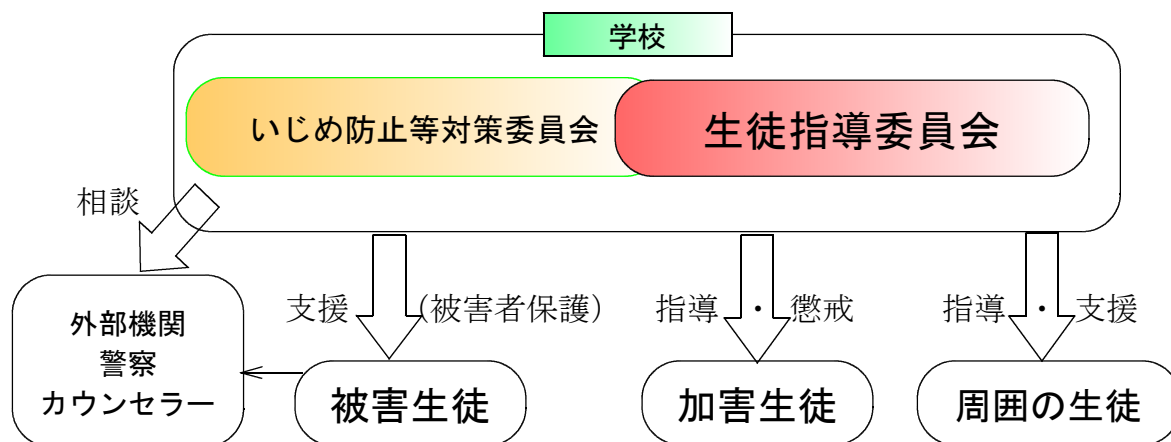 学校
いじめ防止等対策委員会
生徒指導委員会
相談
支援 (被害者保護)
指導・懲戒
指導・支援
外部機関
警察
カウンセラー
被害生徒
加害生徒
周囲の生徒